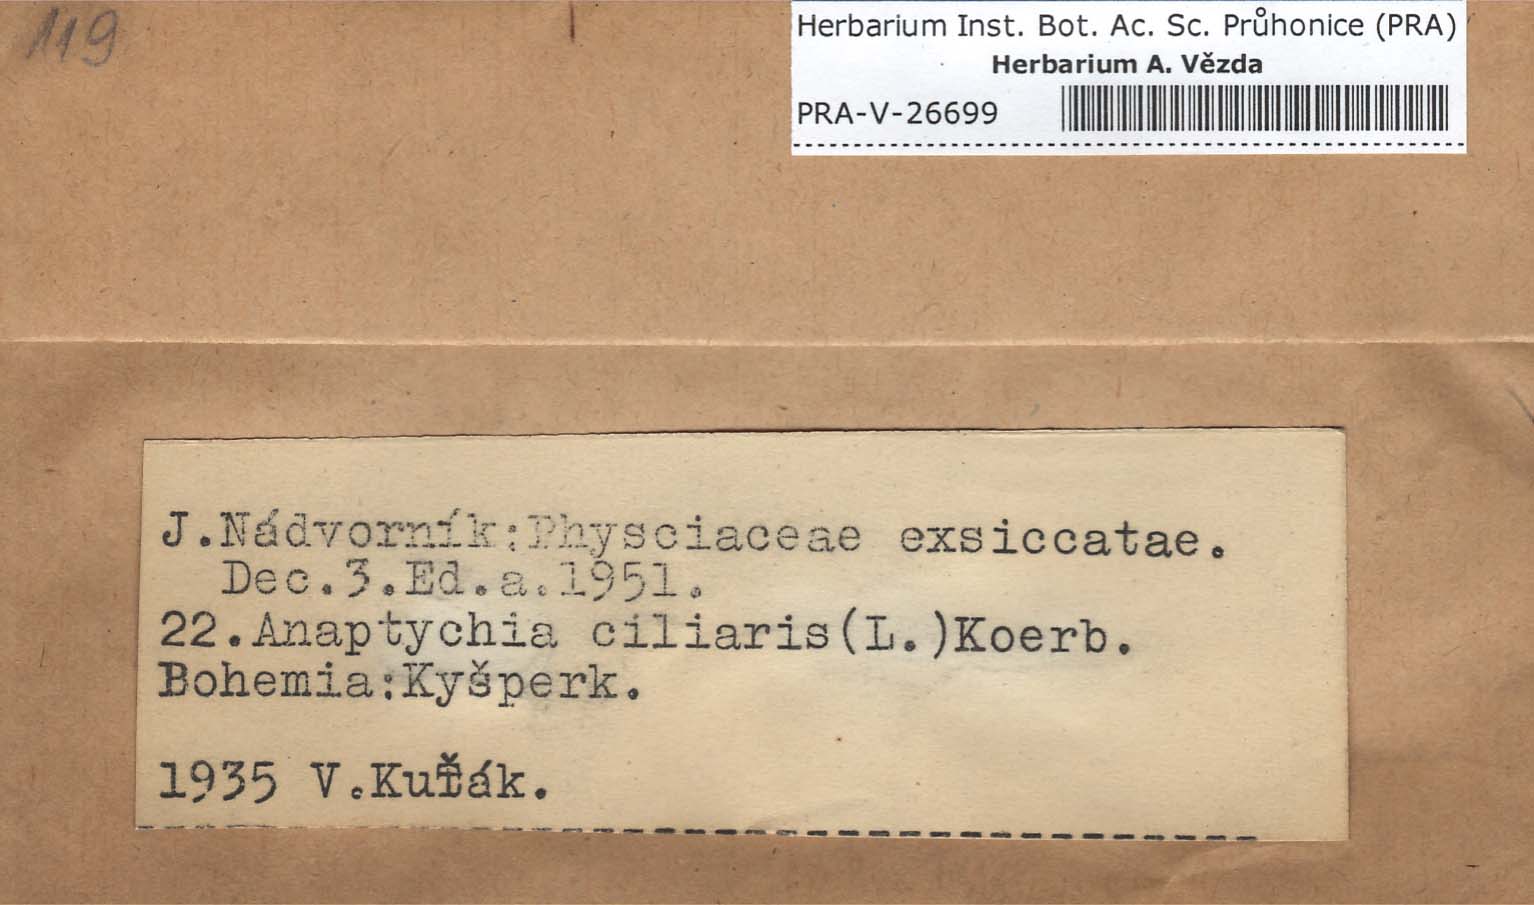 119
Herbarium Inst. Bot. Ac. Sc. Průhonice (PRA)
Herbarium A. Vězda
PRA-V-26699
J.Nádvorník:Physciaceae exsiccatae.
Dec.3.Ed.a.1951.
22.Anaptychia ciliaris(L.)Koerb.
Bohemia:Kyšperk.
1935 V.Kuťák.